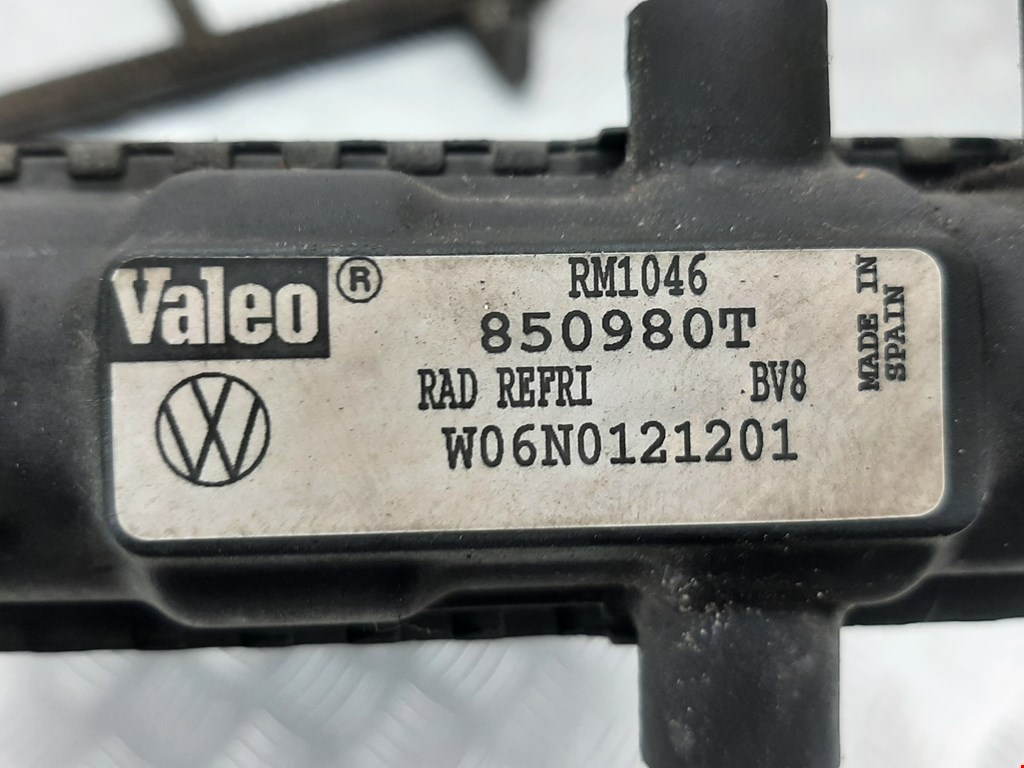 Valeo ®
RM1046
850980T
RAD REFRI BV8
W06N0121201
MADE IN
SPAIN